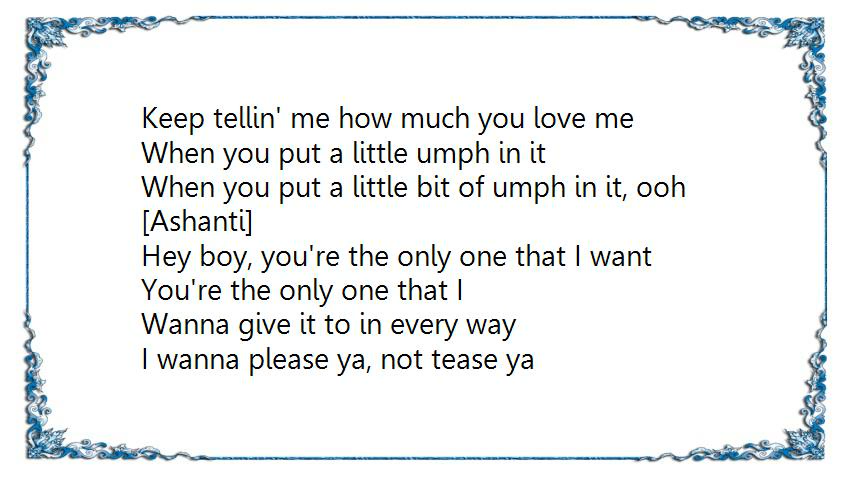 Keep tellin' me how much you love me
When you put a little umph in it
When you put a little bit of umph in it, ooh
[Ashanti]
Hey boy, you're the only one that I want
You're the only one that I
Wanna give it to in every way
I wanna please ya, not tease ya